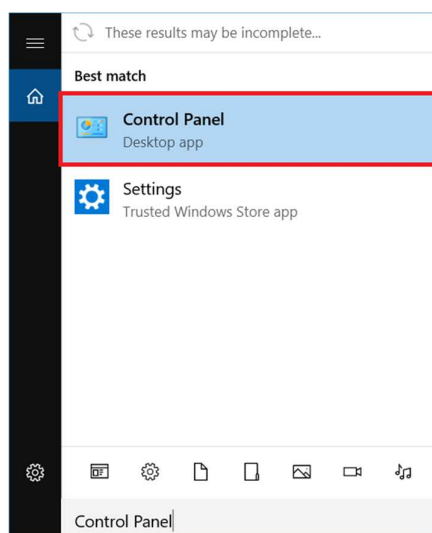 These results may be incomplete...
Best match
Control Panel
Desktop app
Settings
Trusted Windows Store app
Control Panel